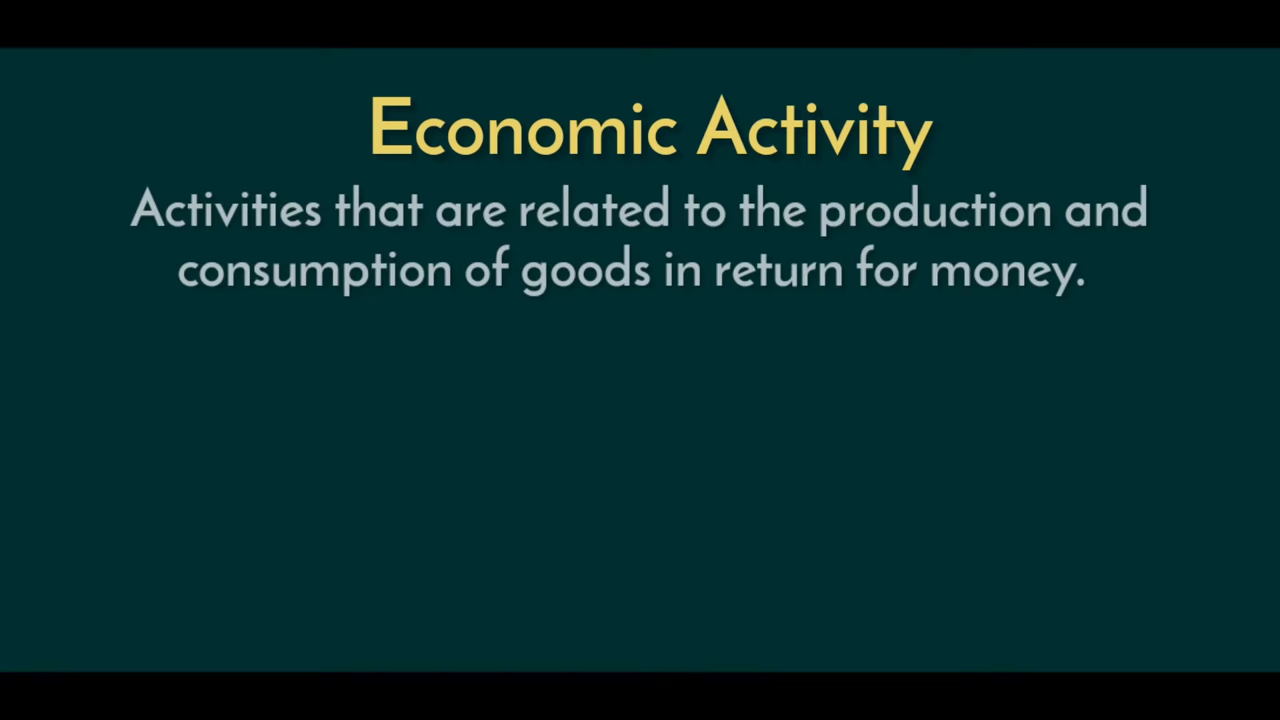 Economic Activity
Activities that are related to the production and
consumption of goods in return for money.